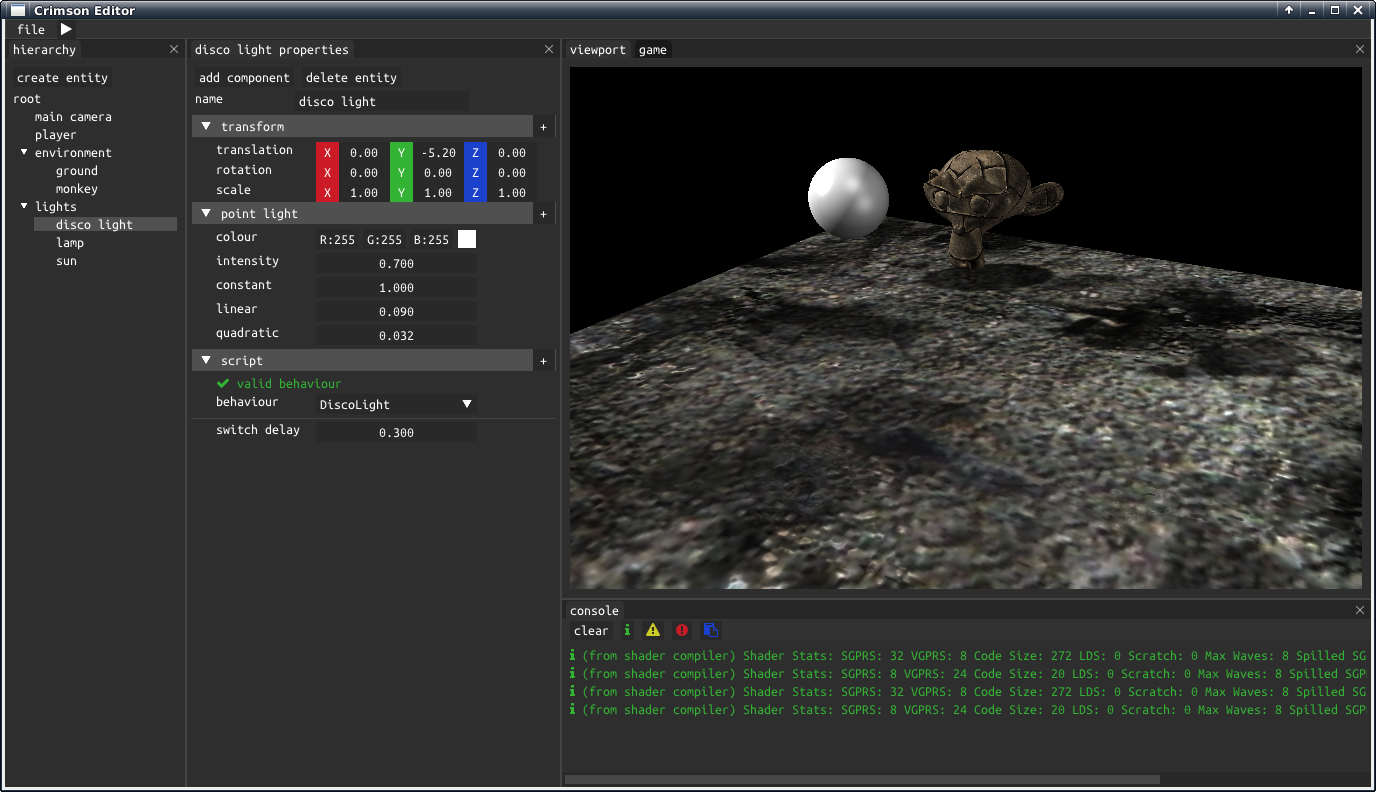 Crimson Editor
file
hierarchy
create entity
root
main camera
player
environment
ground
monkey
lights
disco light
lamp
sun
disco light properties
add component delete entity
name disco light
transform +
translation X 0.00 Y -5.20 Z 0.00
rotation X 0.00 Y 0.00 Z 0.00
scale X 1.00 Y 1.00 Z 1.00
point light +
colour R:255 G:255 B:255
intensity 0.700
constant 1.000
linear 0.090
quadratic 0.032
script +
valid behaviour
behaviour DiscoLight
switch delay 0.300
viewport game
console
clear
(from shader compiler) Shader Stats: SGPRS: 32 VGPRS: 8 Code Size: 272 LDS: 0 Scratch: 0 Max Waves: 8 Spilled SG
(from shader compiler) Shader Stats: SGPRS: 8 VGPRS: 24 Code Size: 20 LDS: 0 Scratch: 0 Max Waves: 8 Spilled SGP
(from shader compiler) Shader Stats: SGPRS: 32 VGPRS: 8 Code Size: 272 LDS: 0 Scratch: 0 Max Waves: 8 Spilled SG
(from shader compiler) Shader Stats: SGPRS: 8 VGPRS: 24 Code Size: 20 LDS: 0 Scratch: 0 Max Waves: 8 Spilled SGP